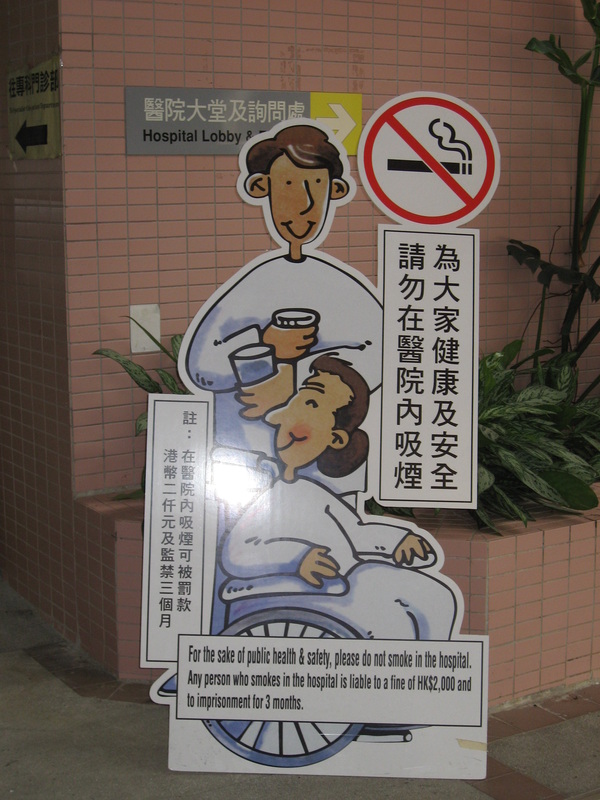 往專科門診部
醫院大堂及詢問處
Hospital Lobby &
為大家健康及安全
請勿在醫院內吸煙
註：在醫院內吸煙可被罰款
港幣二仟元及監禁三個月
For the sake of public health & safety, please do not smoke in the hospital.
Any person who smokes in the hospital is liable to a fine of HK$2,000 and
to imprisonment for 3 months.